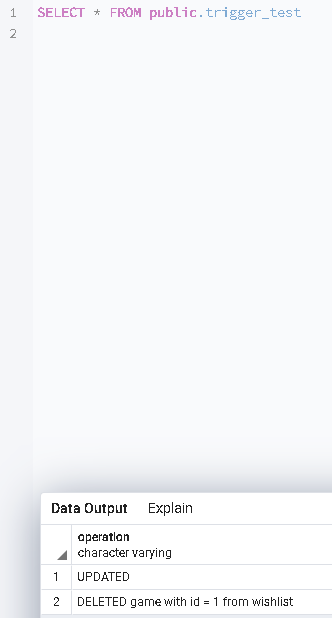 1 SELECT * FROM public.trigger_test
2
Data Output Explain
operation
character varying
1 UPDATED
2 DELETED game with id = 1 from wishlist